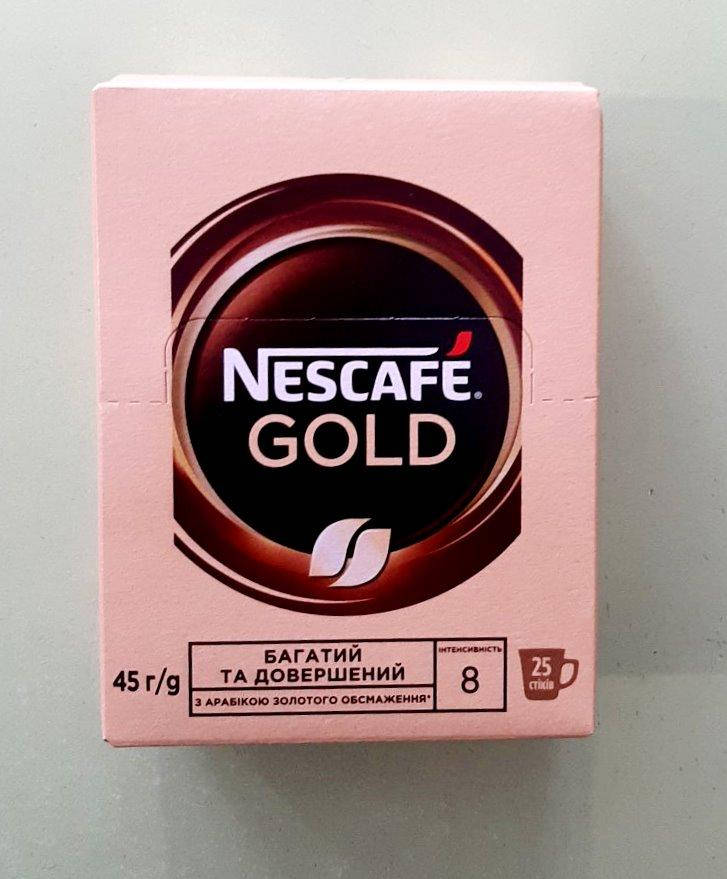 NESCAFÉ®
GOLD
45 г/g
БАГАТИЙ
ТА ДОВЕРШЕНИЙ
З АРАБІКОЮ ЗОЛОТОГО ОБСМАЖЕННЯ*
ІНТЕНСИВНІСТЬ
8
25
СТІКІВ